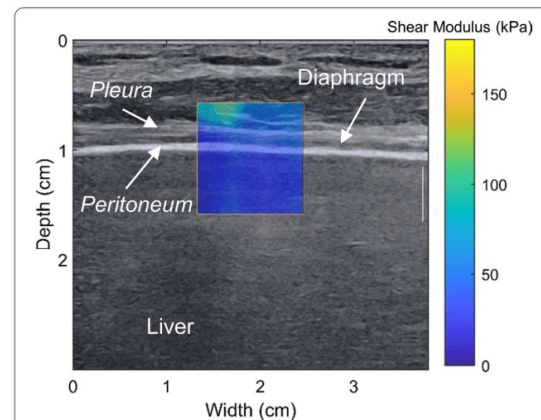 Shear Modulus (kPa)
0
Pleura
Diaphragm
150
1
100
Peritoneum
Depth (cm)
2
50
Liver
0
0
1
2
3
Width (cm)